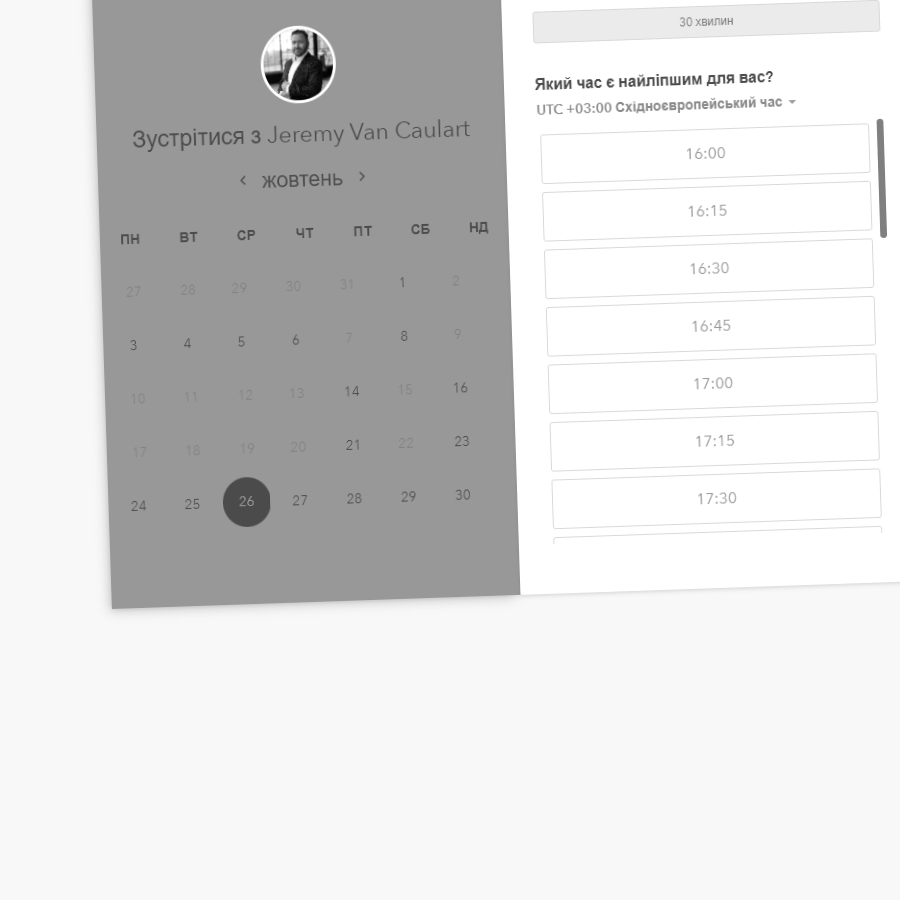 Зустрітися з Jeremy Van Caulart
‹ жовтень ›
ПН ВТ СР ЧТ ПТ СБ НД
27 28 29 30 31 1 2
3 4 5 6 7 8 9
10 11 12 13 14 15 16
17 18 19 20 21 22 23
24 25 26 27 28 29 30
30 хвилин
Який час є найліпшим для вас?
UTC +03:00 Східноєвропейський час
16:00
16:15
16:30
16:45
17:00
17:15
17:30